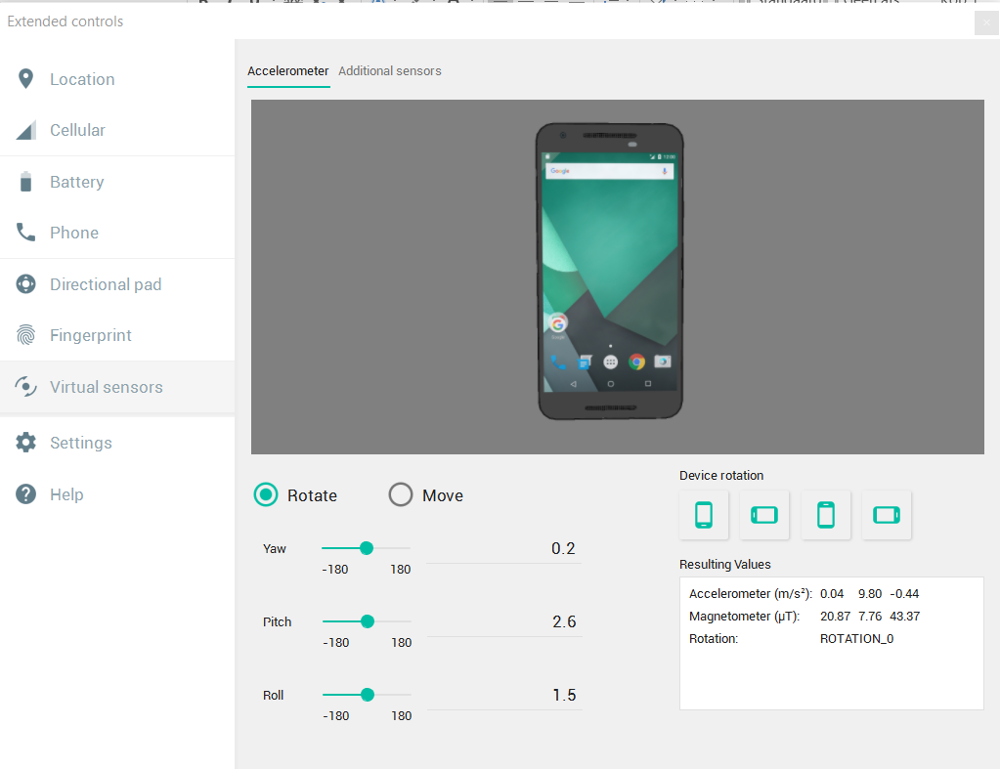 Extended controls
Location
Cellular
Battery
Phone
Directional pad
Fingerprint
Virtual sensors
Settings
Help
Accelerometer Additional sensors
Google
Rotate Move
Yaw 0.2
-180 180
Pitch 2.6
-180 180
Roll 1.5
-180 180
Device rotation
Resulting Values
Accelerometer (m/s²): 0.04 9.80 -0.44
Magnetometer (μT): 20.87 7.76 43.37
Rotation: ROTATION_0